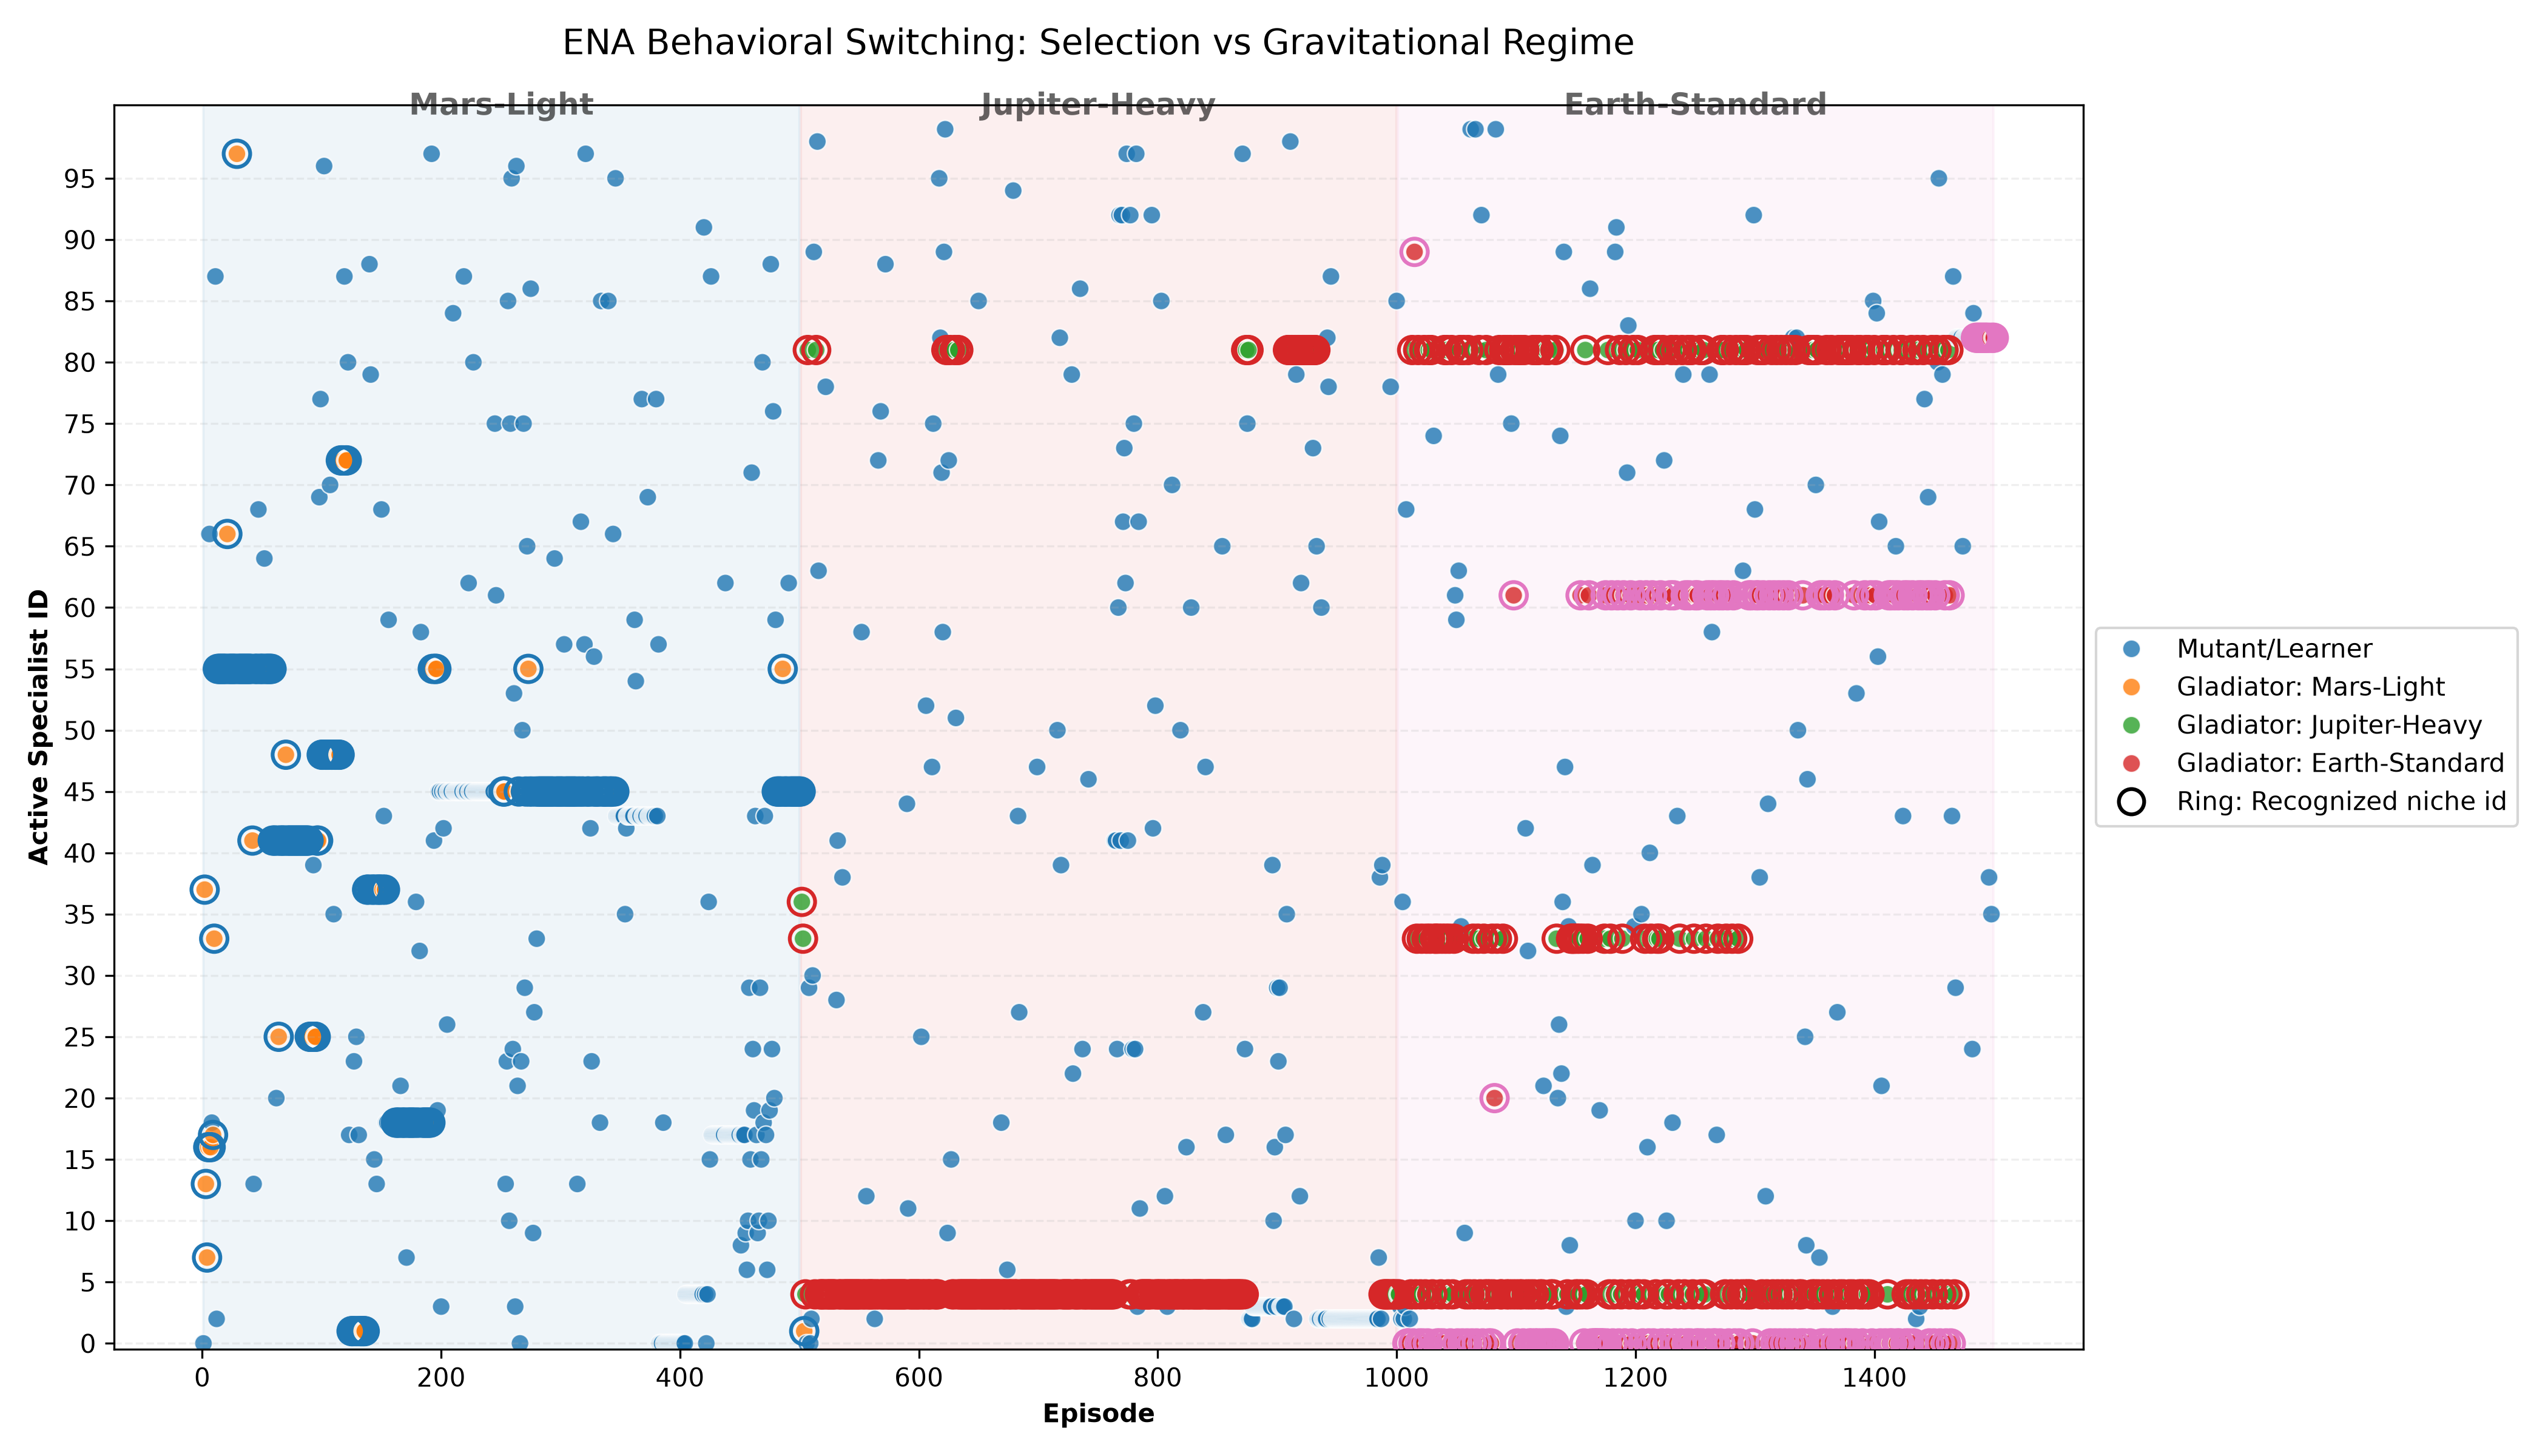 ENA Behavioral Switching: Selection vs Gravitational Regime
Mars-Light
Jupiter-Heavy
Earth-Standard
Active Specialist ID
95
90
85
80
75
70
65
60
55
50
45
40
35
30
25
20
15
10
5
0
0
200
400
600
800
1000
1200
1400
Episode
Mutant/Learner
Gladiator: Mars-Light
Gladiator: Jupiter-Heavy
Gladiator: Earth-Standard
Ring: Recognized niche id